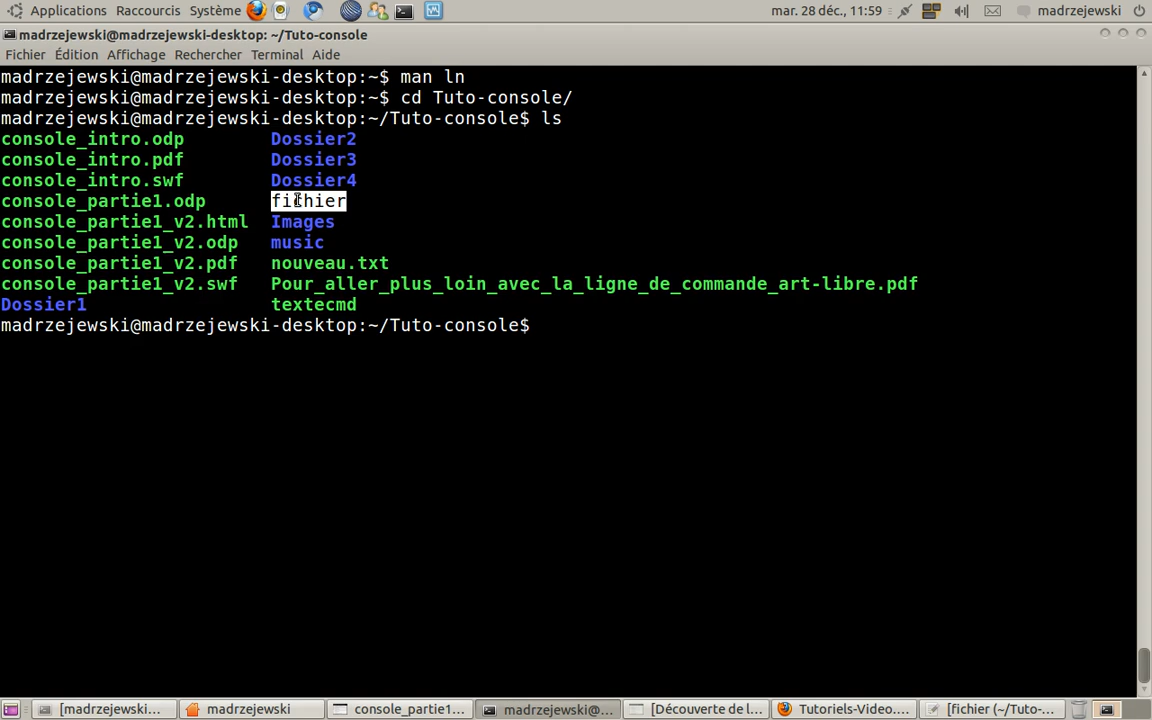 Applications Raccourcis Système mar. 28 déc., 11:59 madrzejewski
madrzejewski@madrzejewski-desktop: ~/Tuto-console
Fichier Édition Affichage Rechercher Terminal Aide
madrzejewski@madrzejewski-desktop:~$ man ln
madrzejewski@madrzejewski-desktop:~$ cd Tuto-console/
madrzejewski@madrzejewski-desktop:~/Tuto-console$ ls
console_intro.odp Dossier2
console_intro.pdf Dossier3
console_intro.swf Dossier4
console_partie1.odp fichier
console_partie1_v2.html Images
console_partie1_v2.odp music
console_partie1_v2.pdf nouveau.txt
console_partie1_v2.swf Pour_aller_plus_loin_avec_la_ligne_de_commande_art-libre.pdf
Dossier1 textecmd
madrzejewski@madrzejewski-desktop:~/Tuto-console$
[madrzejewski... madrzejewski console_partie1... madrzejewski@... [Découverte de l... Tutoriels-Video.... [fichier (~/Tuto-...